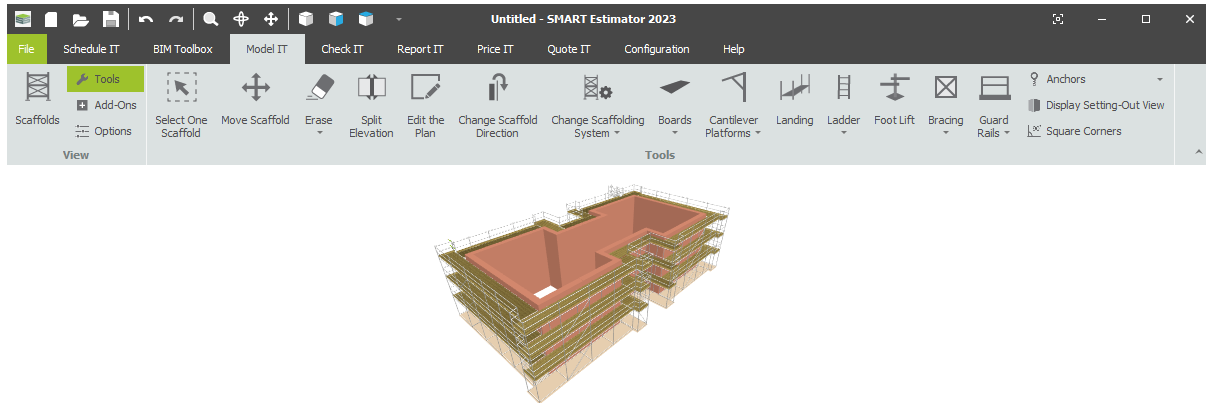 Untitled - SMART Estimator 2023
File Schedule IT BIM Toolbox Model IT Check IT Report IT Price IT Quote IT Configuration Help
Scaffolds
Tools
Add-Ons
Options
View
Select One
Scaffold
Move Scaffold
Erase
Split
Elevation
Edit the
Plan
Change Scaffold
Direction
Change Scaffolding
System
Boards
Cantilever
Platforms
Landing
Ladder
Foot Lift
Bracing
Guard
Rails
Anchors
Display Setting-Out View
90°
Square Corners
Tools